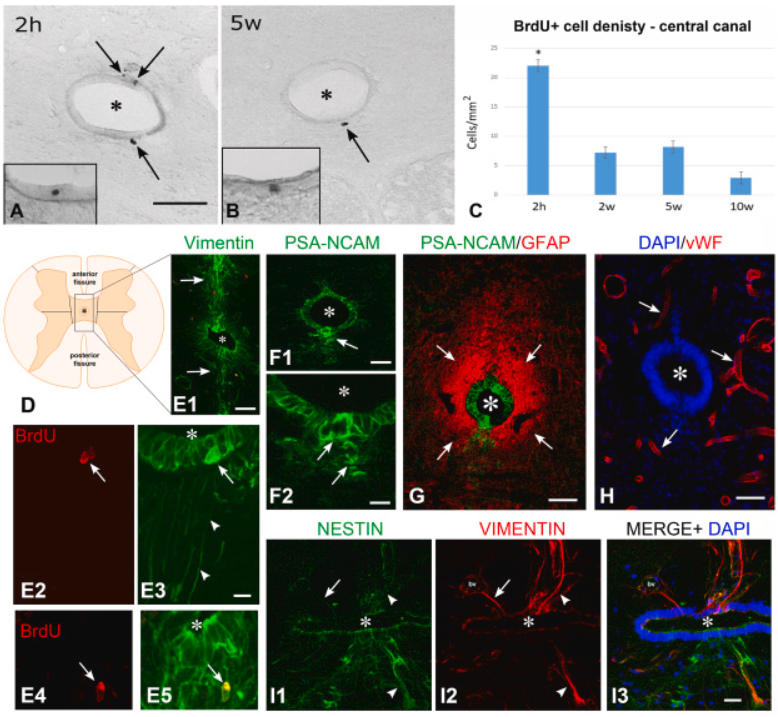 2h
5w
A
B
BrdU+ cell denisty - central canal
Cells/mm²
25
20
15
10
5
0
*
2h
2w
5w
10w
C
anterior
fissure
posterior
fissure
D
Vimentin
E1
PSA-NCAM
F1
F2
PSA-NCAM/GFAP
G
DAPI/vWF
H
BrdU
E2
E3
BrdU
E4
E5
NESTIN
I1
VIMENTIN
bv
I2
MERGE+ DAPI
bv
I3